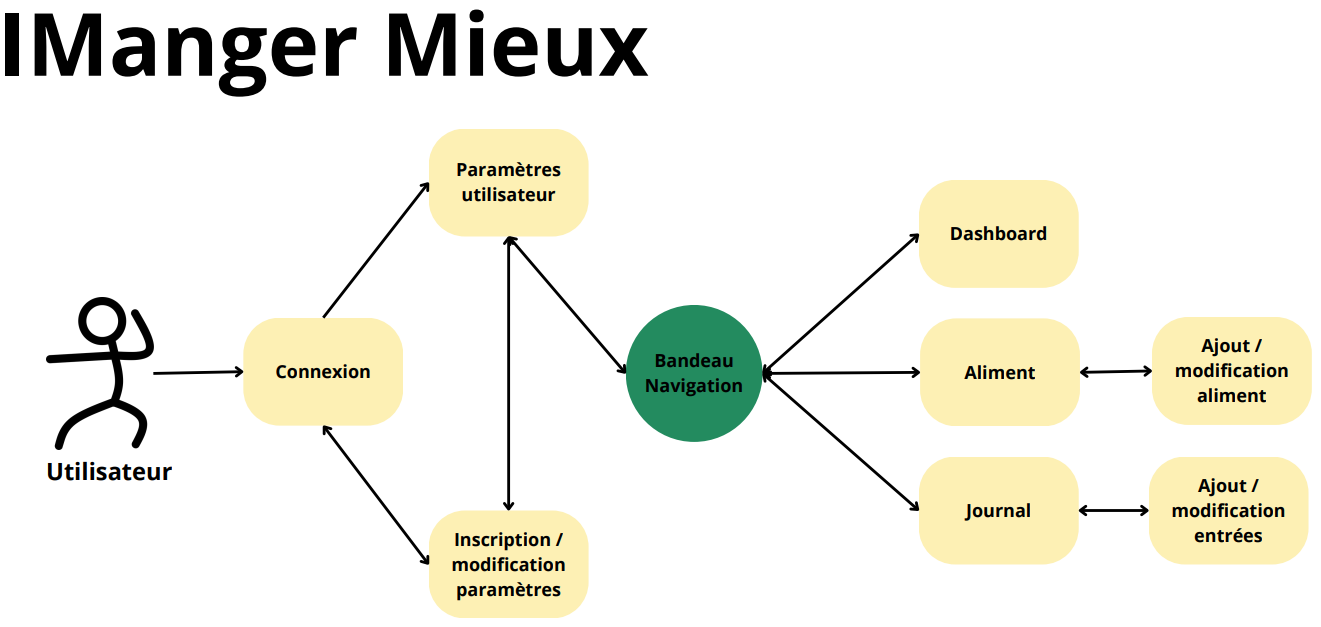 IManger Mieux
Paramètres
utilisateur
Dashboard
Connexion
Bandeau
Navigation
Aliment
Ajout /
modification
aliment
Utilisateur
Inscription /
modification
paramètres
Journal
Ajout /
modification
entrées